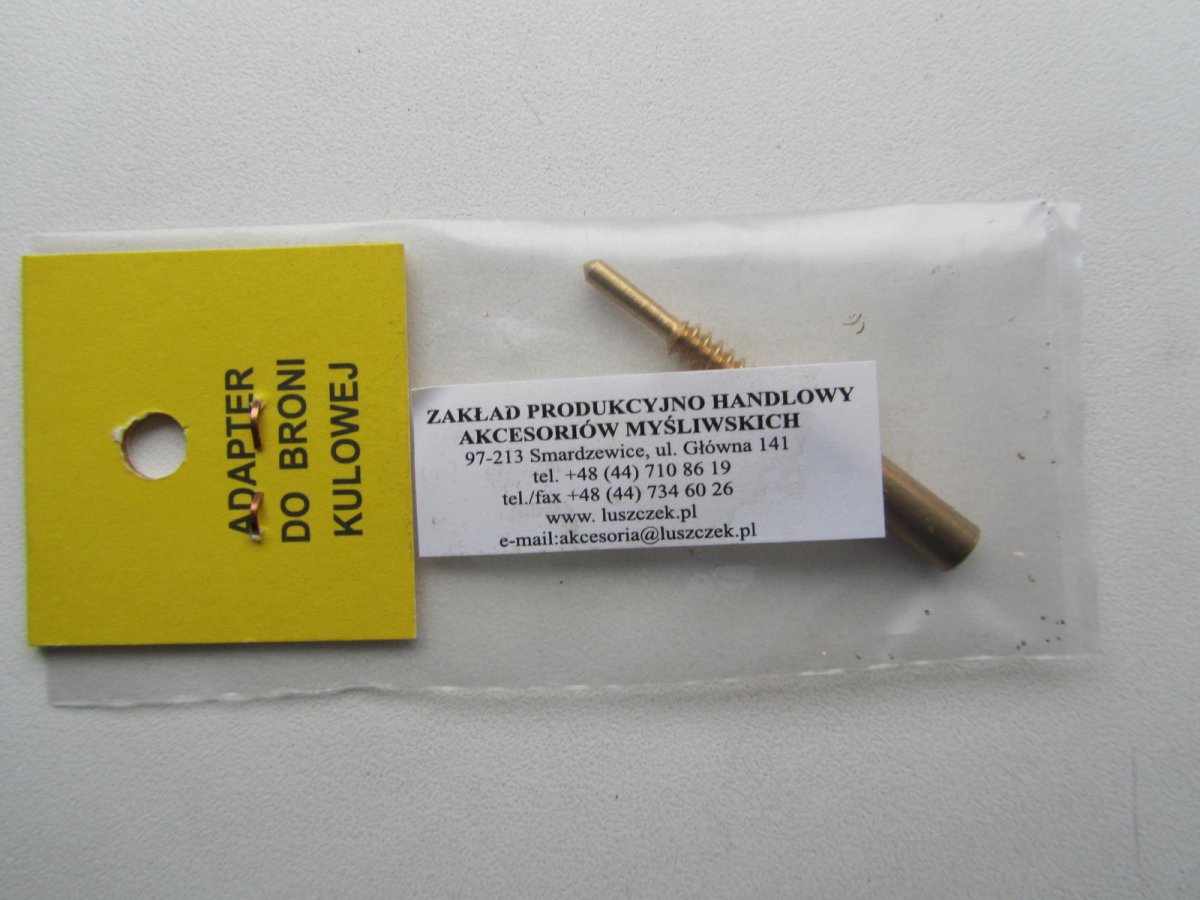 ADAPTER
DO BRONI
KULOWEJ
ZAKŁAD PRODUKCYJNO HANDLOWY
AKCESORIÓW MYŚLIWSKICH
97-213 Smardzewice, ul. Główna 141
tel. +48 (44) 710 86 19
tel./fax +48 (44) 734 60 26
www. luszczek.pl
e-mail:akcesoria@luszczek.pl